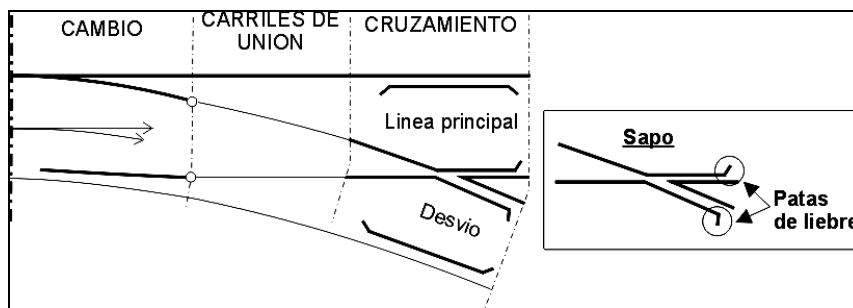 CAMBIO
CARRILES DE
UNION
CRUZAMIENTO
Linea principal
Desvio
Sapo
Patas
de liebre